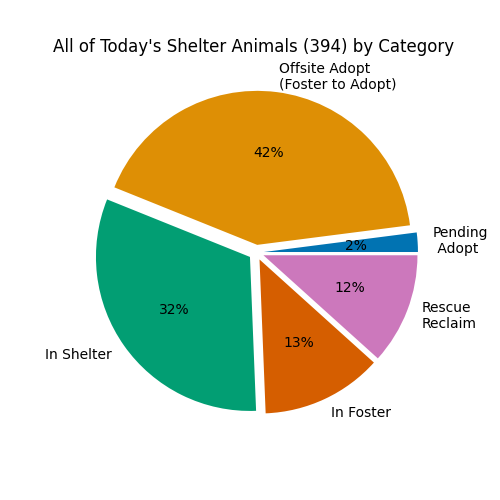 All of Today's Shelter Animals (394) by Category
Offsite Adopt
(Foster to Adopt)
42%
Pending
Adopt
2%
12%
Rescue
Reclaim
32%
13%
In Shelter
In Foster